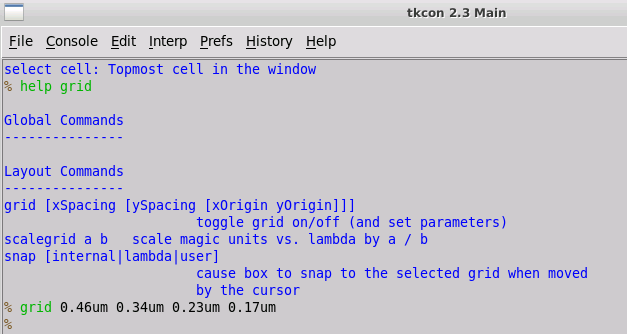 tkcon 2.3 Main
File Console Edit Interp Prefs History Help
select cell: Topmost cell in the window
% help grid
Global Commands
---------------
Layout Commands
---------------
grid [xSpacing [ySpacing [xOrigin yOrigin]]]
toggle grid on/off (and set parameters)
scalegrid a b   scale magic units vs. lambda by a / b
snap [internal|lambda|user]
cause box to snap to the selected grid when moved
by the cursor
% grid 0.46um 0.34um 0.23um 0.17um
%